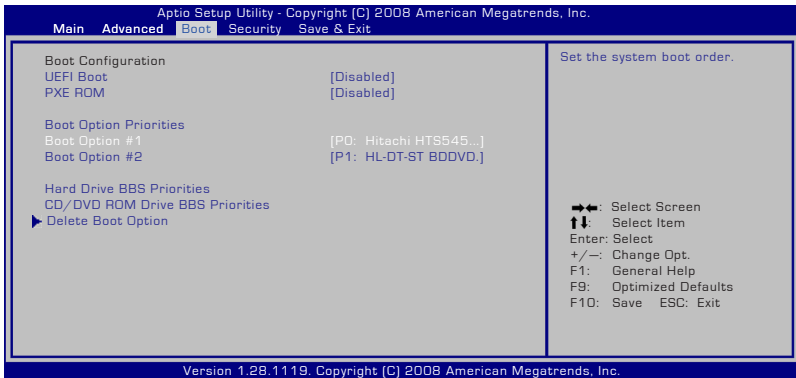 Aptio Setup Utility - Copyright (C) 2008 American Megatrends, Inc.
Main Advanced Boot Security Save & Exit
Boot Configuration
UEFI Boot [Disabled]
PXE ROM [Disabled]
Boot Option Priorities
Boot Option #1 [P0: Hitachi HTS545...]
Boot Option #2 [P1: HL-DT-ST BDDVD.]
Hard Drive BBS Priorities
CD/DVD ROM Drive BBS Priorities
Delete Boot Option
Set the system boot order.
→←: Select Screen
↑↓: Select Item
Enter: Select
+/—: Change Opt.
F1: General Help
F9: Optimized Defaults
F10: Save ESC: Exit
Version 1.28.1119. Copyright (C) 2008 American Megatrends, Inc.